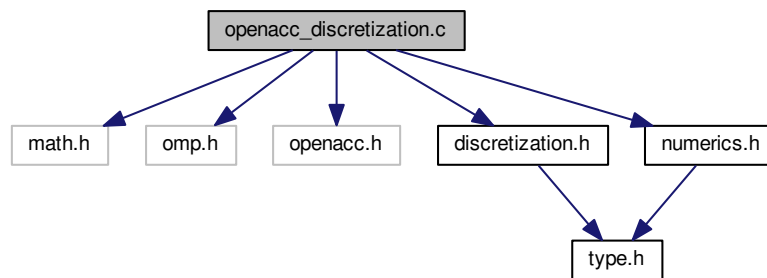 openacc_discretization.c
math.h
omp.h
openacc.h
discretization.h
numerics.h
type.h